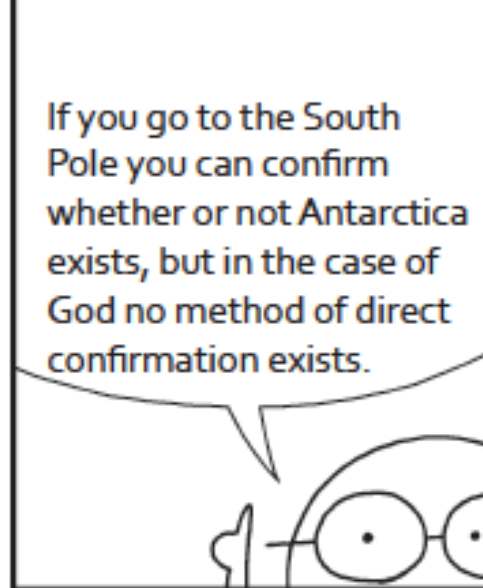 If you go to the South
Pole you can confirm
whether or not Antarctica
exists, but in the case of
God no method of direct
confirmation exists.